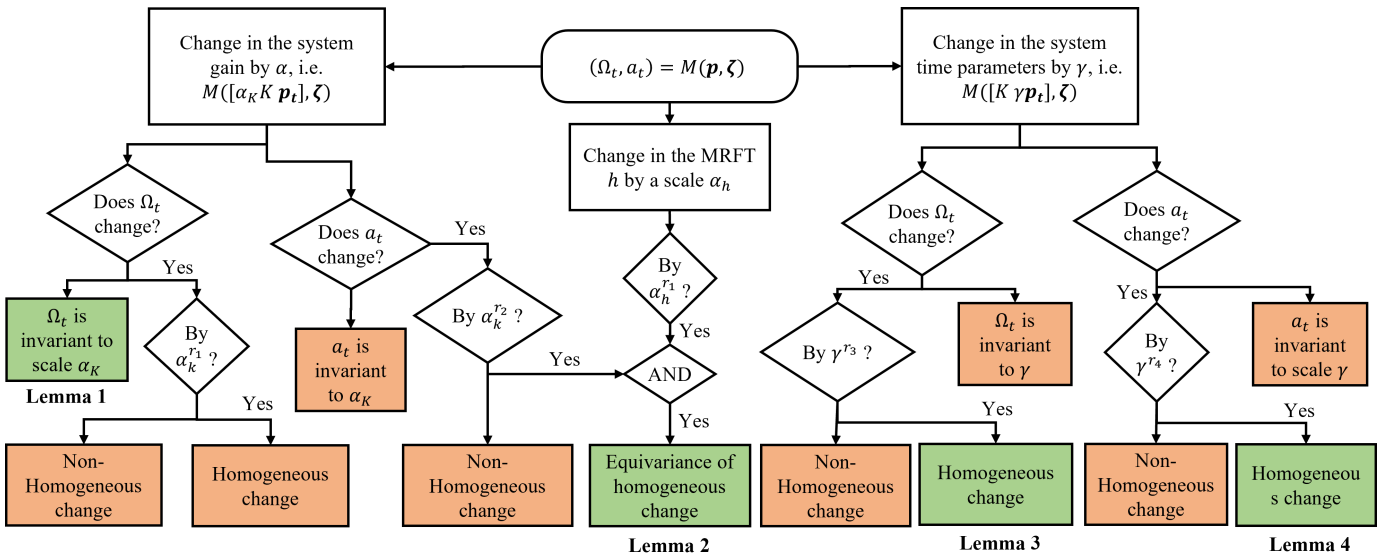 Change in the system
gain by α, i.e.
M([α_K K p_t], ζ)
(Ω_t, a_t) = M(p, ζ)
Change in the system
time parameters by γ, i.e.
M([K γp_t], ζ)
Change in the MRFT
h by a scale α_h
Does Ω_t
change?
Yes
Ω_t is
invariant to
scale α_K
Lemma 1
By
α_k^{r_1} ?
Yes
Non-
Homogeneous
change
Homogeneous
change
Does a_t
change?
Yes
a_t is
invariant
to α_K
By α_k^{r_2} ?
Yes
Non-
Homogeneous
change
By
α_h^{r_1} ?
Yes
AND
Yes
Equivariance of
homogeneous
change
Lemma 2
Does Ω_t
change?
Yes
Ω_t is
invariant
to γ
By γ^{r_3} ?
Yes
Non-
Homogeneous
change
Homogeneous
change
Lemma 3
Does a_t
change?
Yes
a_t is
invariant
to scale γ
By
γ^{r_4} ?
Yes
Non-
Homogeneous
change
Homogeneou
s change
Lemma 4